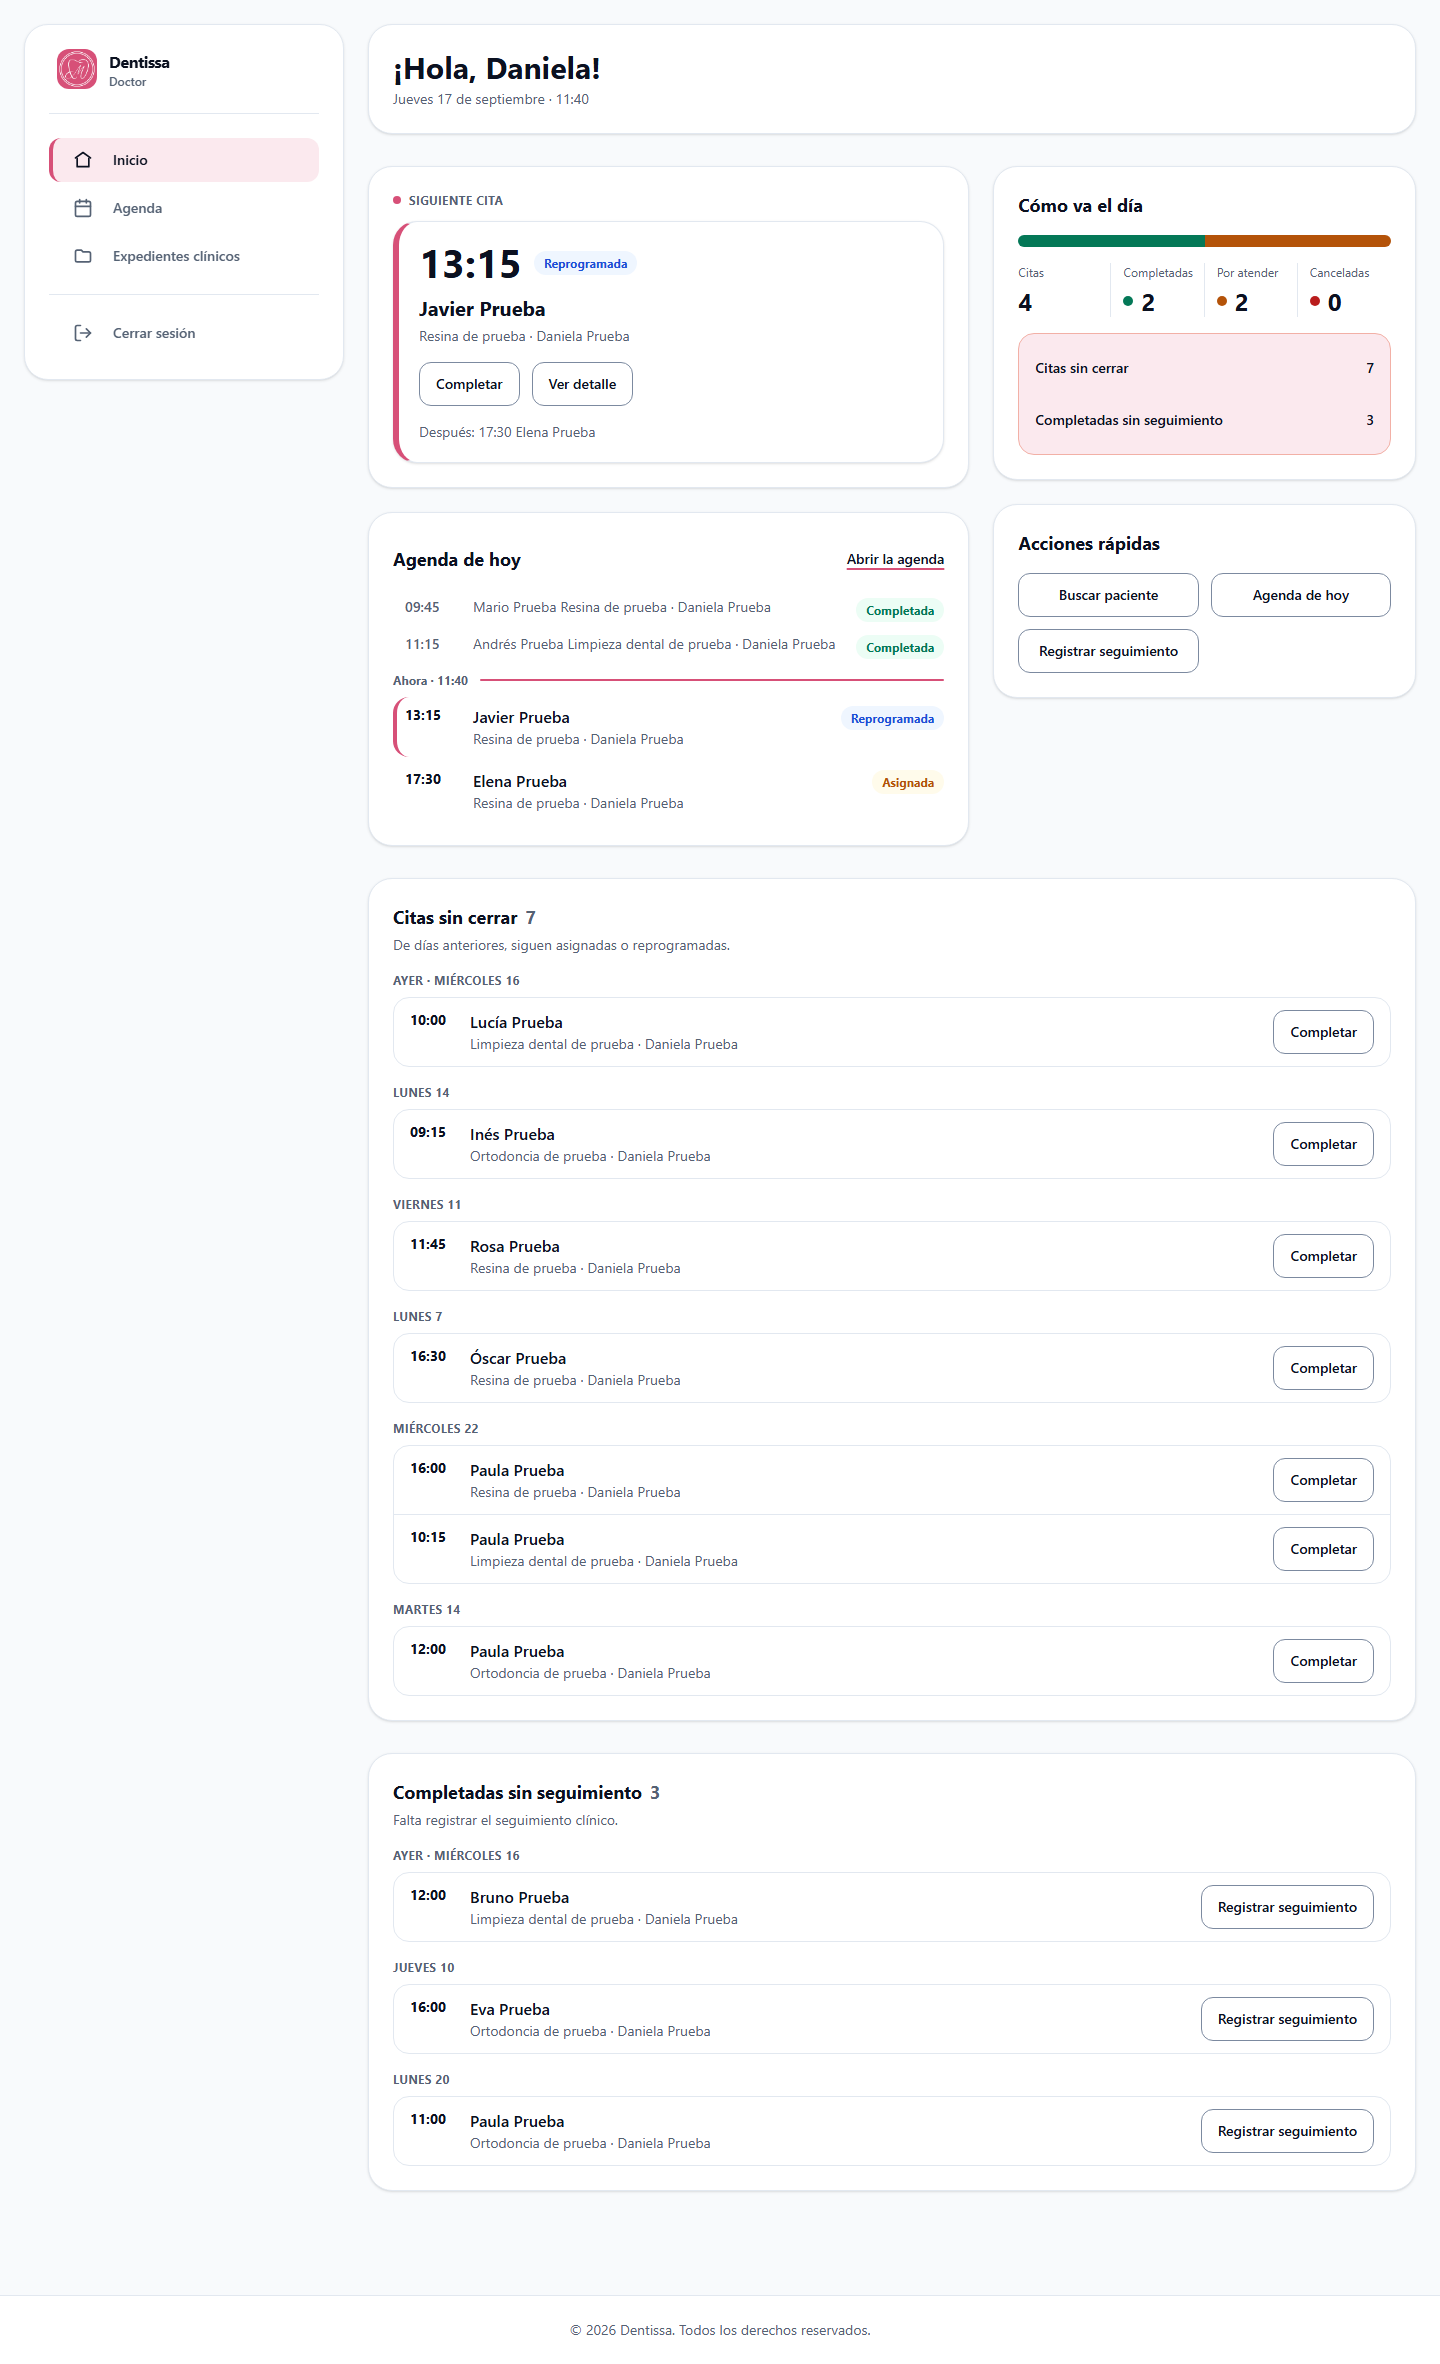 Dentissa
Doctor
Inicio
Agenda
Expedientes clínicos
Cerrar sesión
¡Hola, Daniela!
Jueves 17 de septiembre · 11:40
SIGUIENTE CITA
13:15 Reprogramada
Javier Prueba
Resina de prueba · Daniela Prueba
Completar Ver detalle
Después: 17:30 Elena Prueba
Cómo va el día
Citas Completadas Por atender Canceladas
4 2 2 0
Citas sin cerrar 7
Completadas sin seguimiento 3
Agenda de hoy Abrir la agenda
09:45 Mario Prueba Resina de prueba · Daniela Prueba Completada
11:15 Andrés Prueba Limpieza dental de prueba · Daniela Prueba Completada
Ahora · 11:40
13:15 Javier Prueba Reprogramada
Resina de prueba · Daniela Prueba
17:30 Elena Prueba Asignada
Resina de prueba · Daniela Prueba
Acciones rápidas
Buscar paciente Agenda de hoy
Registrar seguimiento
Citas sin cerrar 7
De días anteriores, siguen asignadas o reprogramadas.
AYER · MIÉRCOLES 16
10:00 Lucía Prueba Completar
Limpieza dental de prueba · Daniela Prueba
LUNES 14
09:15 Inés Prueba Completar
Ortodoncia de prueba · Daniela Prueba
VIERNES 11
11:45 Rosa Prueba Completar
Resina de prueba · Daniela Prueba
LUNES 7
16:30 Óscar Prueba Completar
Resina de prueba · Daniela Prueba
MIÉRCOLES 22
16:00 Paula Prueba Completar
Resina de prueba · Daniela Prueba
10:15 Paula Prueba Completar
Limpieza dental de prueba · Daniela Prueba
MARTES 14
12:00 Paula Prueba Completar
Ortodoncia de prueba · Daniela Prueba
Completadas sin seguimiento 3
Falta registrar el seguimiento clínico.
AYER · MIÉRCOLES 16
12:00 Bruno Prueba Registrar seguimiento
Limpieza dental de prueba · Daniela Prueba
JUEVES 10
16:00 Eva Prueba Registrar seguimiento
Ortodoncia de prueba · Daniela Prueba
LUNES 20
11:00 Paula Prueba Registrar seguimiento
Ortodoncia de prueba · Daniela Prueba
© 2026 Dentissa. Todos los derechos reservados.